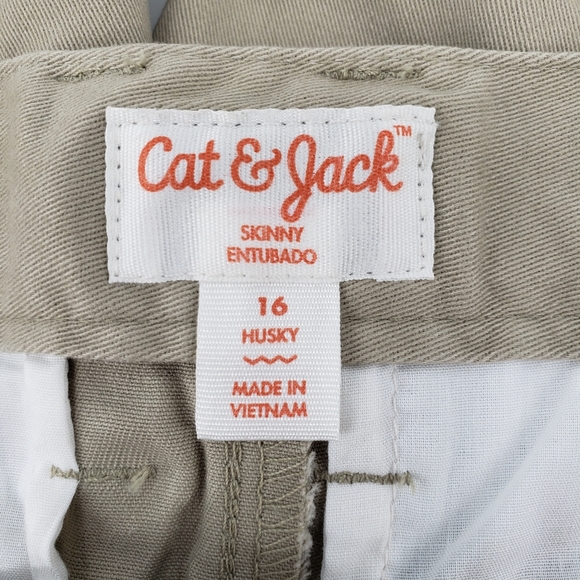 Cat & Jack™
SKINNY
ENTUBADO
16
HUSKY
MADE IN
VIETNAM